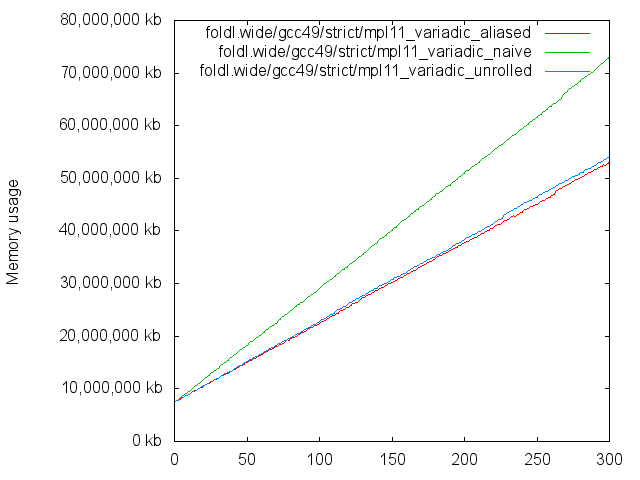 80,000,000 kb
70,000,000 kb
60,000,000 kb
50,000,000 kb
40,000,000 kb
30,000,000 kb
20,000,000 kb
10,000,000 kb
0 kb
Memory usage
foldl.wide/gcc49/strict/mpl11_variadic_aliased
foldl.wide/gcc49/strict/mpl11_variadic_naive
foldl.wide/gcc49/strict/mpl11_variadic_unrolled
0 50 100 150 200 250 300